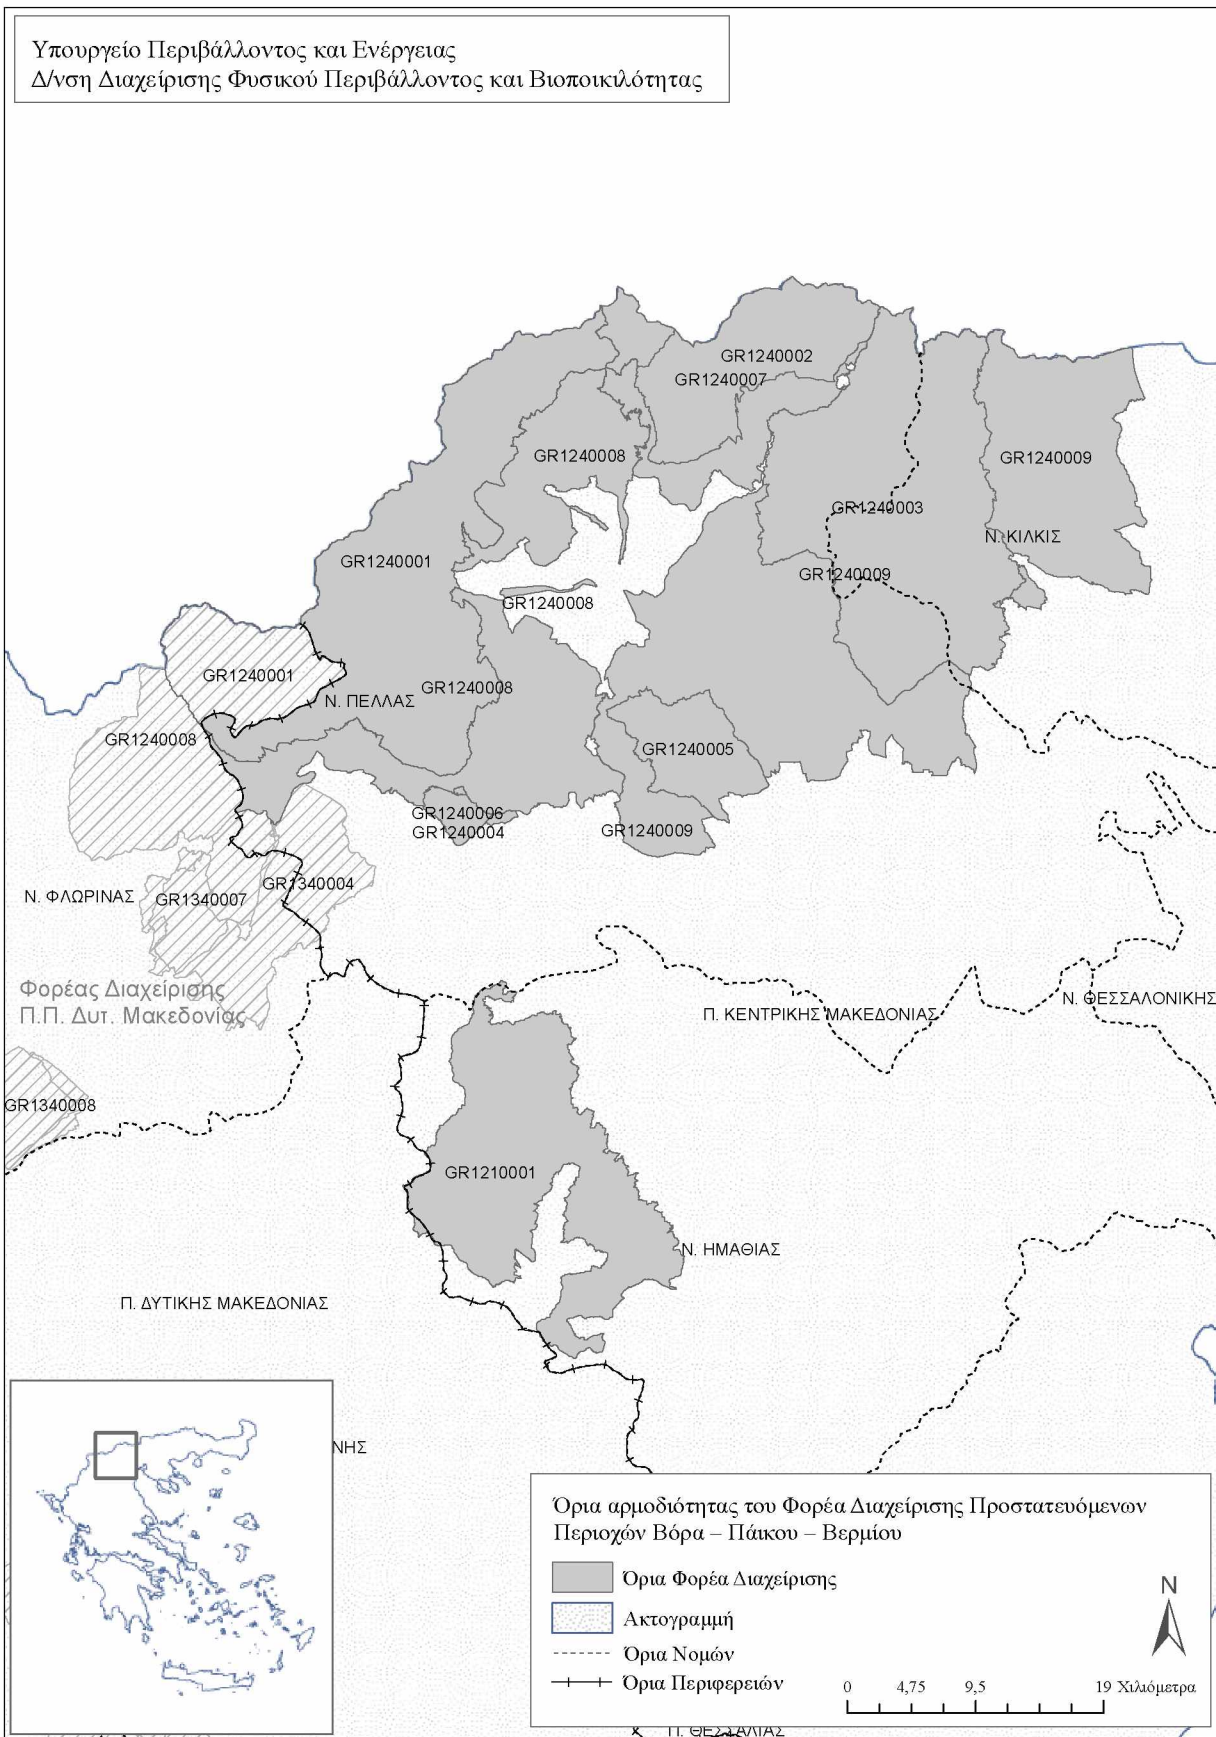 Υπουργείο Περιβάλλοντος και Ενέργειας
Δ/νση Διαχείρισης Φυσικού Περιβάλλοντος και Βιοποικιλότητας
GR1240002
GR1240007
GR1240008
GR1240009
GR1240003
Ν. ΚΙΛΚΙΣ
GR1240001
GR1240009
GR1240008
GR1240001
GR1240008
Ν. ΠΕΛΛΑΣ
GR1240008
GR1240005
GR1240006
GR1240004
GR1240009
GR1340004
Ν. ΦΛΩΡΙΝΑΣ
GR1340007
Φορέας Διαχείρισης
Π.Π. Δυτ. Μακεδονίας
Ν. ΘΕΣΣΑΛΟΝΙΚΗΣ
Π. ΚΕΝΤΡΙΚΗΣ ΜΑΚΕΔΟΝΙΑΣ
GR1340008
GR1210001
Ν. ΗΜΑΘΙΑΣ
Π. ΔΥΤΙΚΗΣ ΜΑΚΕΔΟΝΙΑΣ
ΝΗΣ
Όρια αρμοδιότητας του Φορέα Διαχείρισης Προστατευόμενων
Περιοχών Βόρα – Πάικου – Βερμίου
Όρια Φορέα Διαχείρισης
Ακτογραμμή
Όρια Νομών
Όρια Περιφερειών
N
0 4,75 9,5 19 Χιλιόμετρα
Π. ΘΕΣΣΑΛΙΑΣ